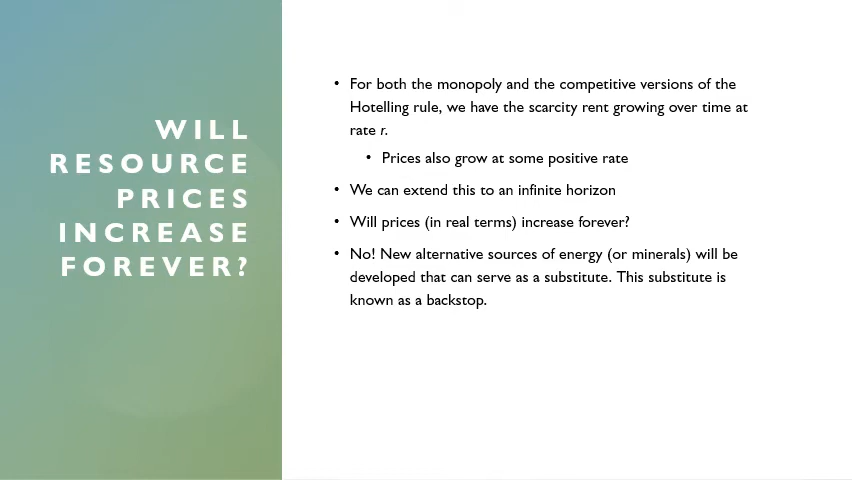 WILL
RESOURCE
PRICES
INCREASE
FOREVER?
• For both the monopoly and the competitive versions of the
Hotelling rule, we have the scarcity rent growing over time at
rate r.
• Prices also grow at some positive rate
• We can extend this to an infinite horizon
• Will prices (in real terms) increase forever?
• No! New alternative sources of energy (or minerals) will be
developed that can serve as a substitute. This substitute is
known as a backstop.